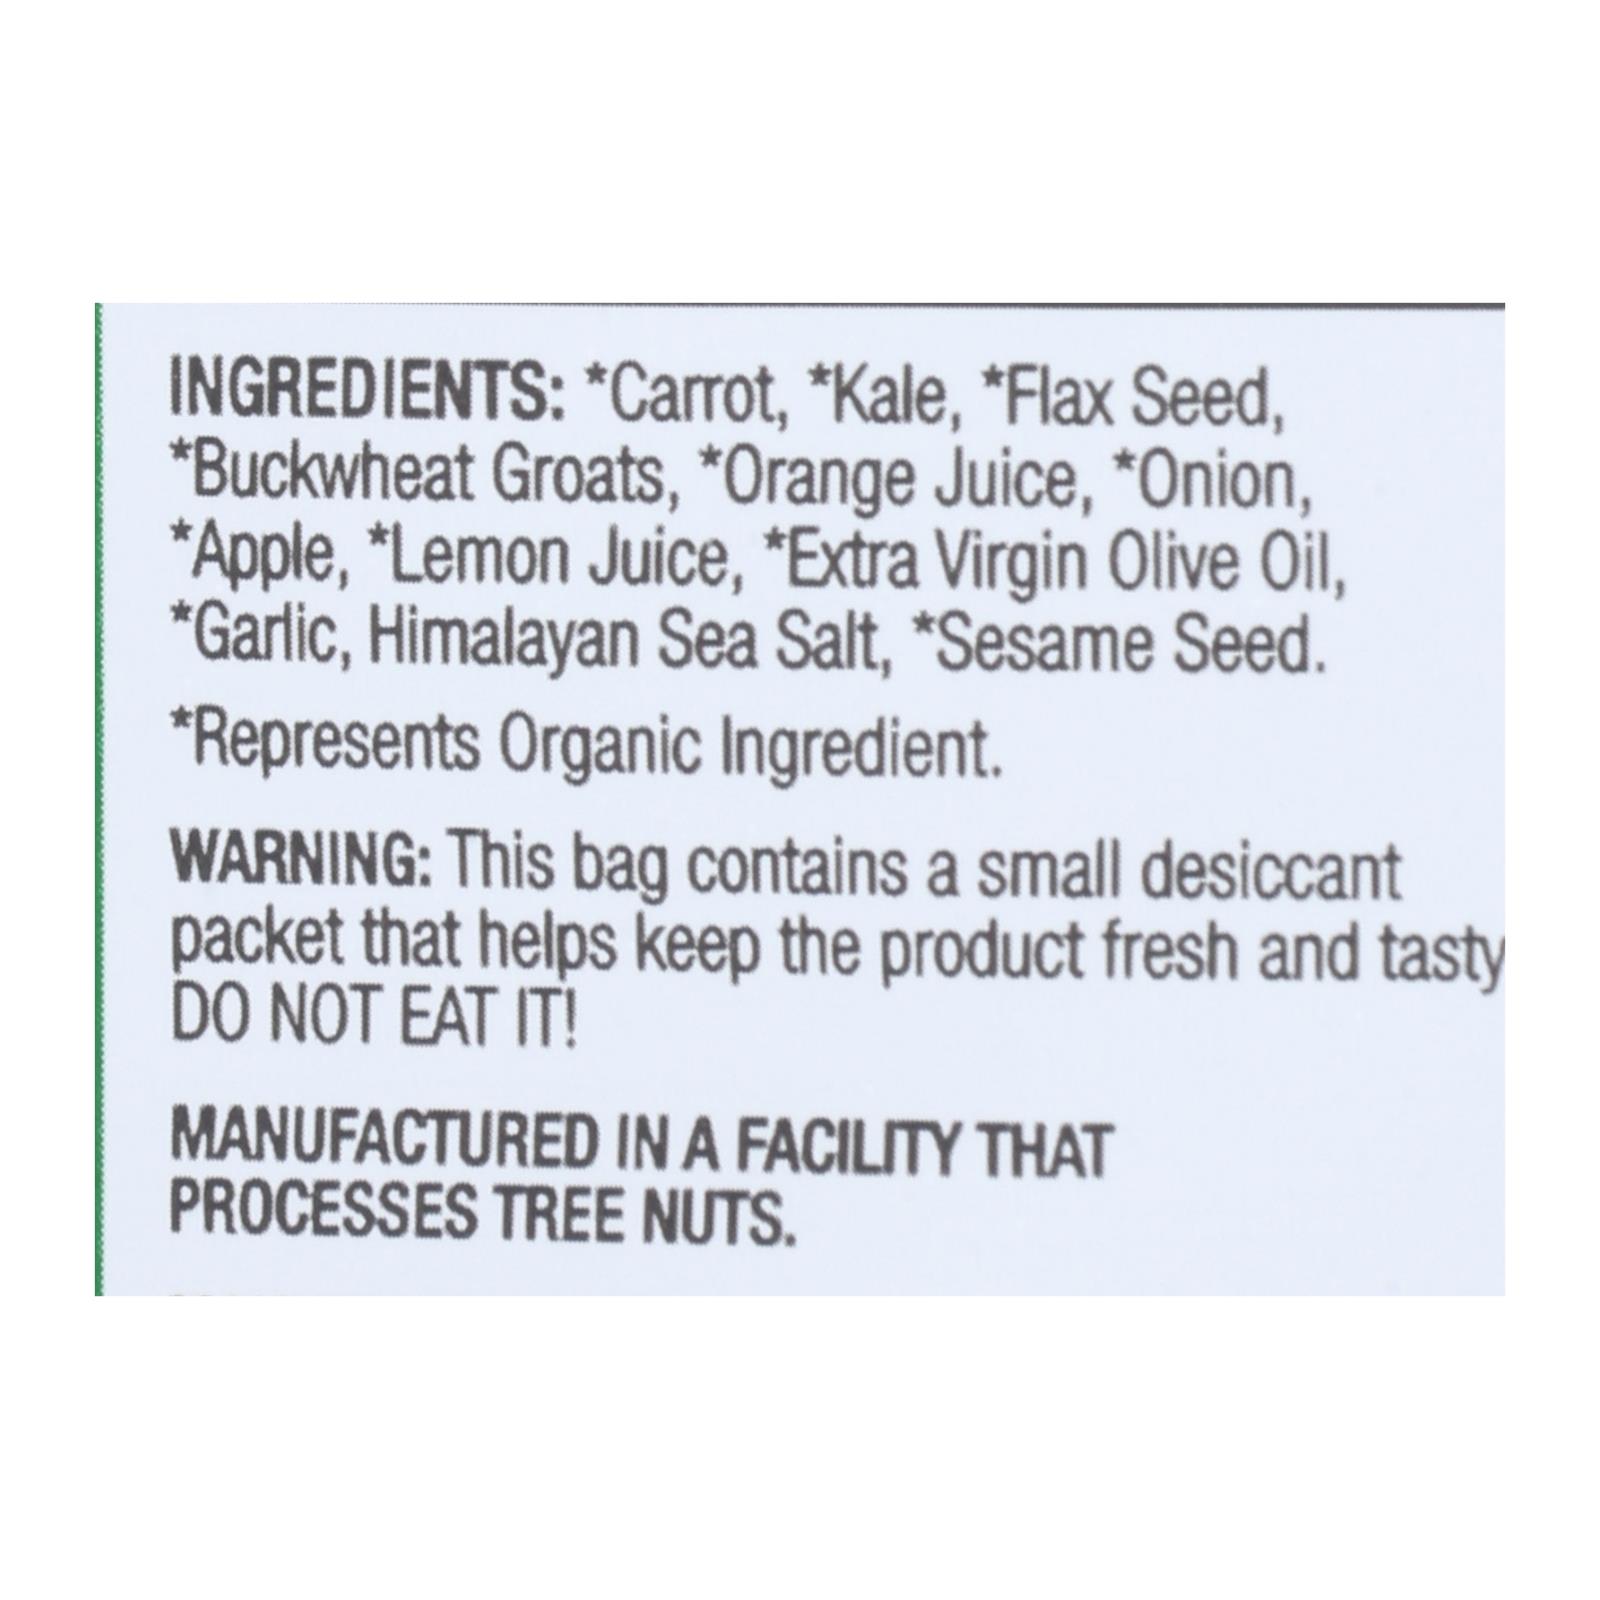 INGREDIENTS: *Carrot, *Kale, *Flax Seed,
*Buckwheat Groats, *Orange Juice, *Onion,
*Apple, *Lemon Juice, *Extra Virgin Olive Oil,
*Garlic, Himalayan Sea Salt, *Sesame Seed.
*Represents Organic Ingredient.
WARNING: This bag contains a small desiccant
packet that helps keep the product fresh and tasty
DO NOT EAT IT!
MANUFACTURED IN A FACILITY THAT
PROCESSES TREE NUTS.